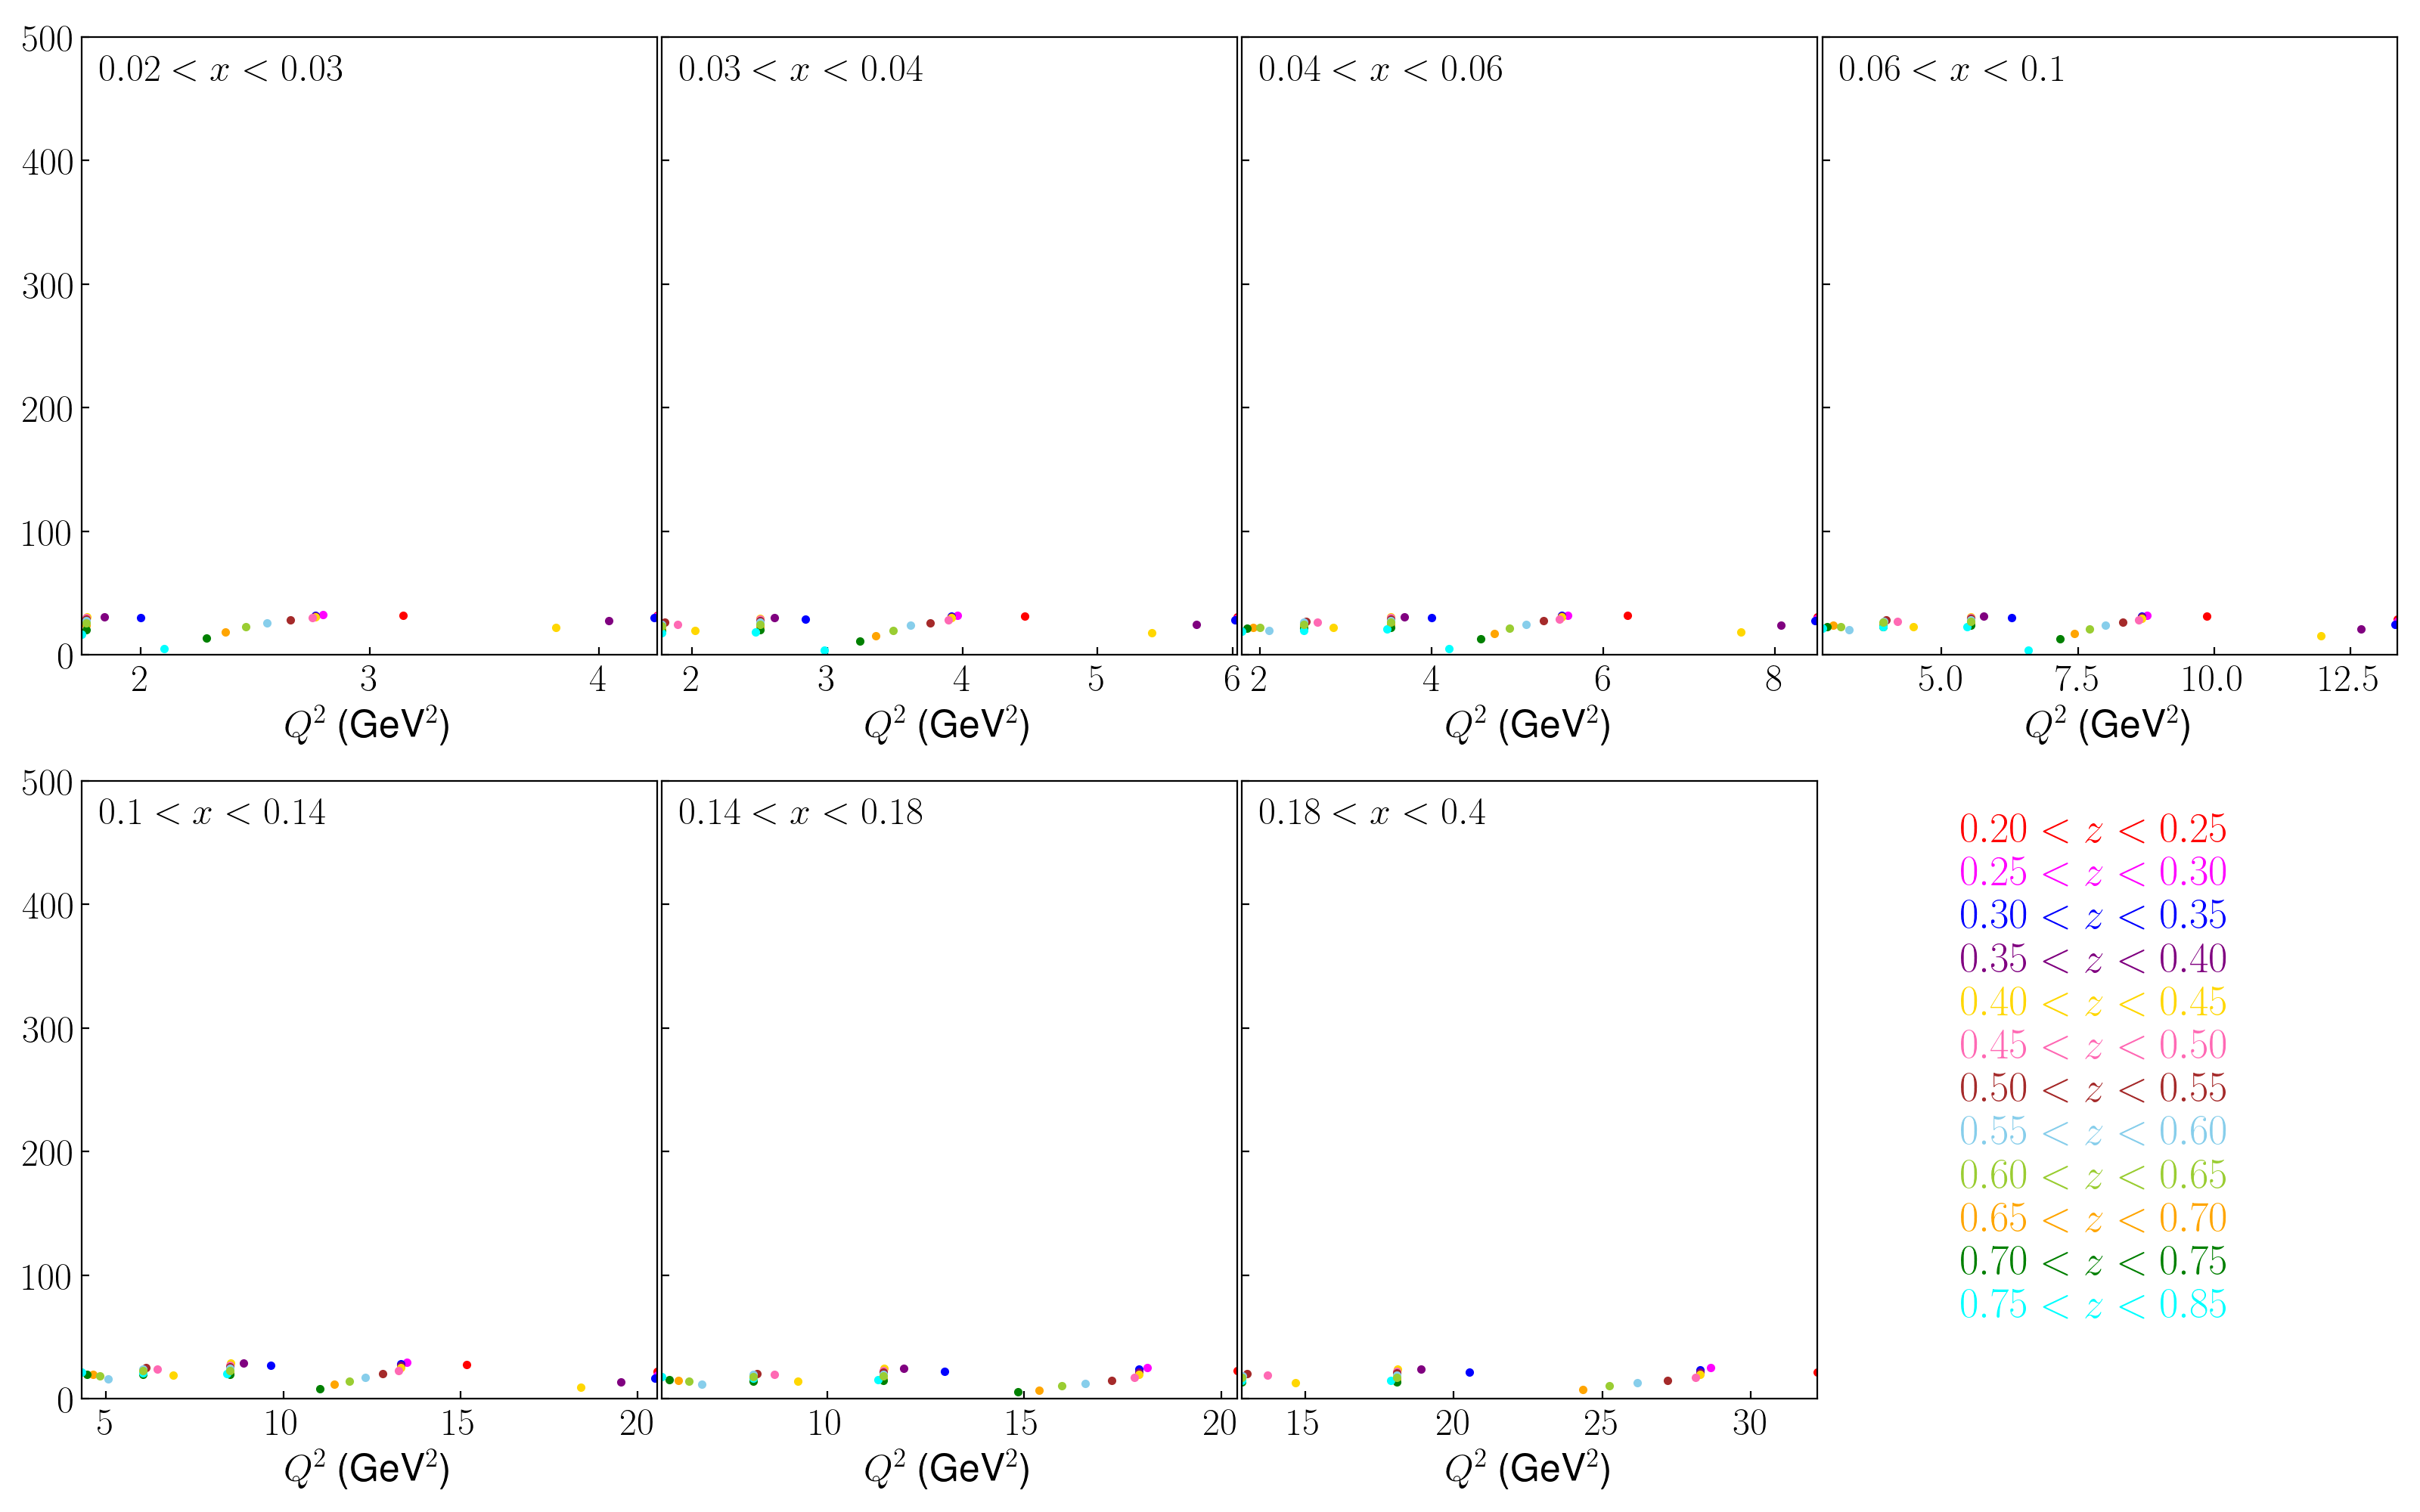 500
400
300
200
100
0
0.02 < x < 0.03
2 3 4
Q² (GeV²)
0.03 < x < 0.04
2 3 4 5 6
Q² (GeV²)
0.04 < x < 0.06
2 4 6 8
Q² (GeV²)
0.06 < x < 0.1
5.0 7.5 10.0 12.5
Q² (GeV²)
500
400
300
200
100
0
0.1 < x < 0.14
5 10 15 20
Q² (GeV²)
0.14 < x < 0.18
10 15 20
Q² (GeV²)
0.18 < x < 0.4
15 20 25 30
Q² (GeV²)
0.20 < z < 0.25
0.25 < z < 0.30
0.30 < z < 0.35
0.35 < z < 0.40
0.40 < z < 0.45
0.45 < z < 0.50
0.50 < z < 0.55
0.55 < z < 0.60
0.60 < z < 0.65
0.65 < z < 0.70
0.70 < z < 0.75
0.75 < z < 0.85